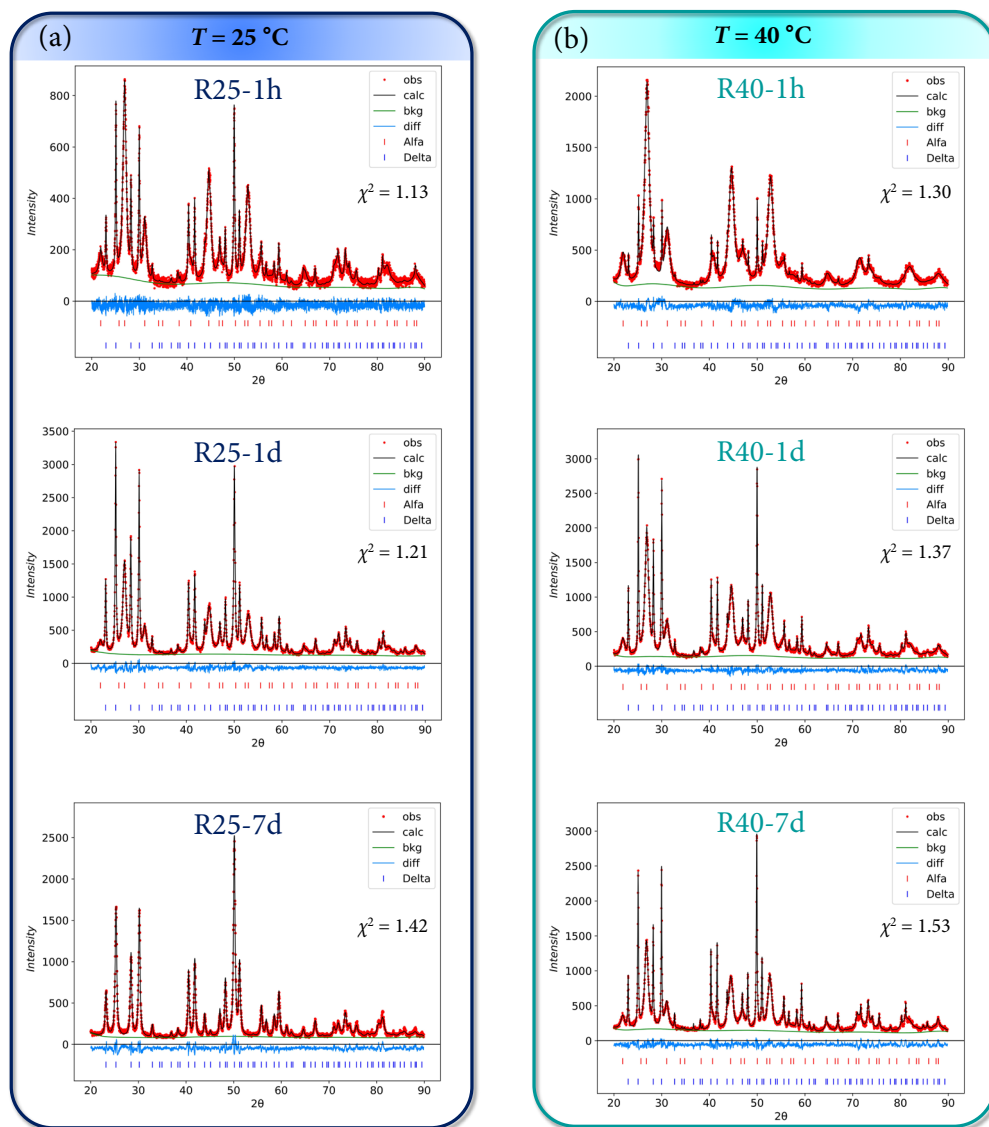 (a)
T = 25 °C
R25-1h
obs
calc
bkg
diff
Alfa
Delta
χ² = 1.13
Intensity
800
600
400
200
0
20 30 40 50 60 70 80 90
2θ
R25-1d
obs
calc
bkg
diff
Alfa
Delta
χ² = 1.21
Intensity
3500
3000
2500
2000
1500
1000
500
0
20 30 40 50 60 70 80 90
2θ
R25-7d
obs
calc
bkg
diff
Delta
χ² = 1.42
Intensity
2500
2000
1500
1000
500
0
20 30 40 50 60 70 80 90
2θ
(b)
T = 40 °C
R40-1h
obs
calc
bkg
diff
Alfa
Delta
χ² = 1.30
Intensity
2000
1500
1000
500
0
20 30 40 50 60 70 80 90
2θ
R40-1d
obs
calc
bkg
diff
Alfa
Delta
χ² = 1.37
Intensity
3000
2500
2000
1500
1000
500
0
20 30 40 50 60 70 80 90
2θ
R40-7d
obs
calc
bkg
diff
Alfa
Delta
χ² = 1.53
Intensity
3000
2500
2000
1500
1000
500
0
20 30 40 50 60 70 80 90
2θ